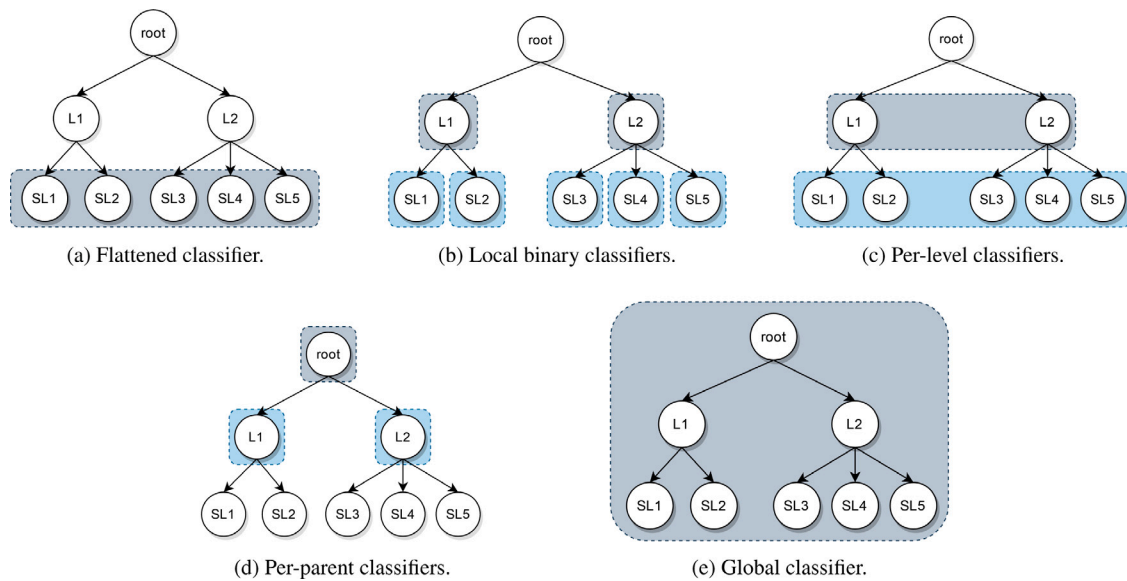 root
L1
L2
SL1
SL2
SL3
SL4
SL5
(a) Flattened classifier.
root
L1
L2
SL1
SL2
SL3
SL4
SL5
(b) Local binary classifiers.
root
L1
L2
SL1
SL2
SL3
SL4
SL5
(c) Per-level classifiers.
root
L1
L2
SL1
SL2
SL3
SL4
SL5
(d) Per-parent classifiers.
root
L1
L2
SL1
SL2
SL3
SL4
SL5
(e) Global classifier.